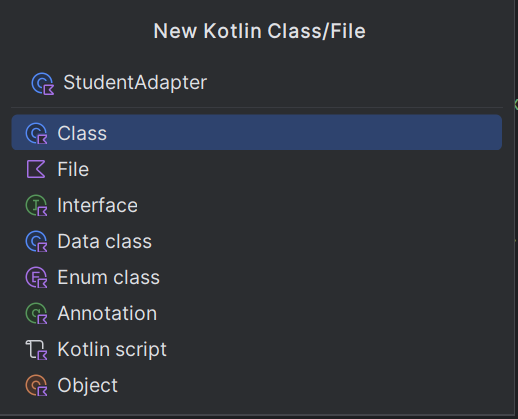 New Kotlin Class/File
StudentAdapter
Class
File
Interface
Data class
Enum class
Annotation
Kotlin script
Object